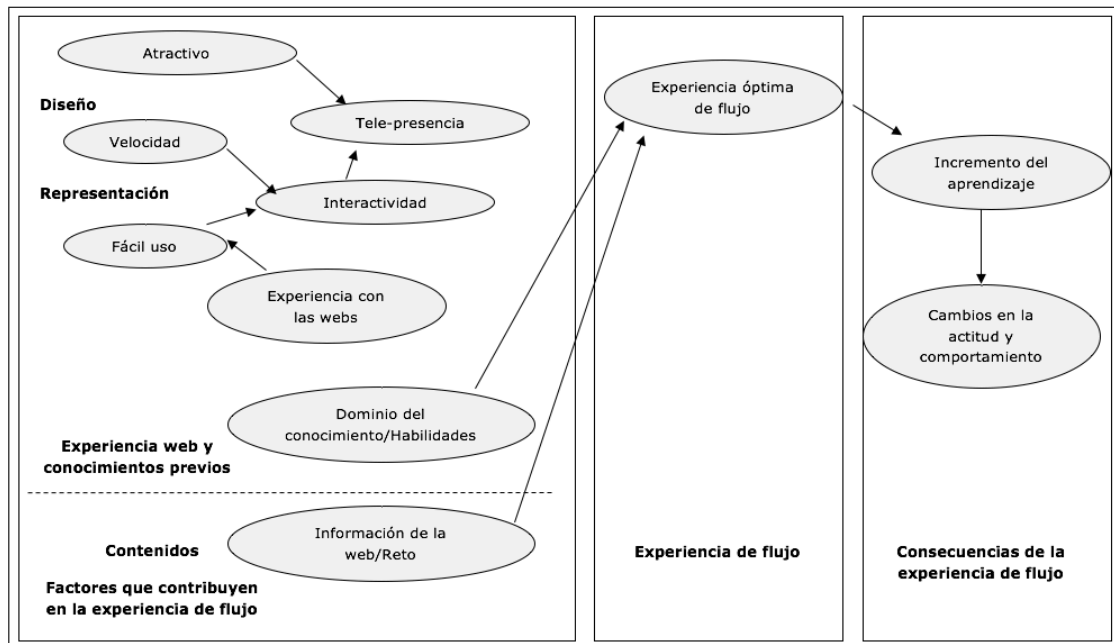 Atractivo
Diseño
Tele-presencia
Velocidad
Representación
Interactividad
Fácil uso
Experiencia con
las webs
Dominio del
conocimiento/Habilidades
Experiencia web y
conocimientos previos
Información de la
web/Reto
Contenidos
Factores que contribuyen
en la experiencia de flujo
Experiencia óptima
de flujo
Experiencia de flujo
Incremento del
aprendizaje
Cambios en la
actitud y
comportamiento
Consecuencias de la
experiencia de flujo